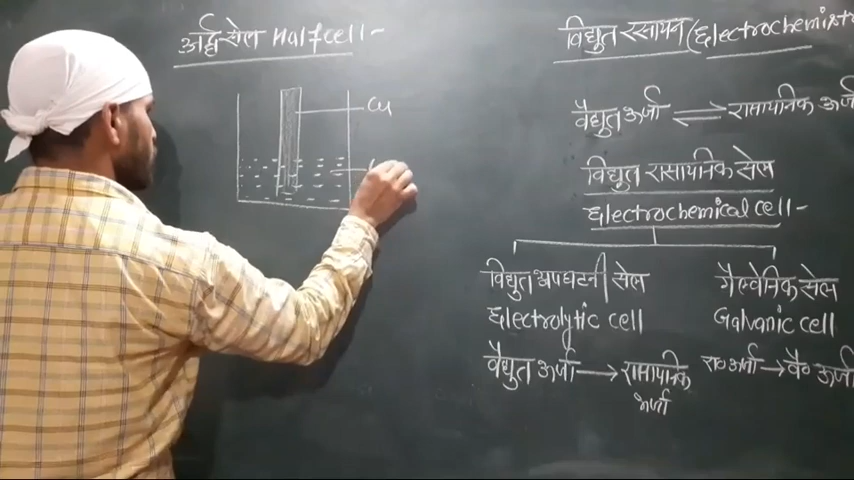 अर्द्ध सेल Half cell -
Cu
विद्युत रसायन (Electrochemistr
वैद्युत ऊर्जा ⇌ रासायनिक ऊर्जा
विद्युत रासायनिक सेल
Electrochemical cell -
विद्युत अपघटनी सेल
Electrolytic cell
वैद्युत ऊर्जा → रासायनिक
ऊर्जा
गैल्वेनिक सेल
Galvanic cell
रा० ऊर्जा → वै० ऊर्जा